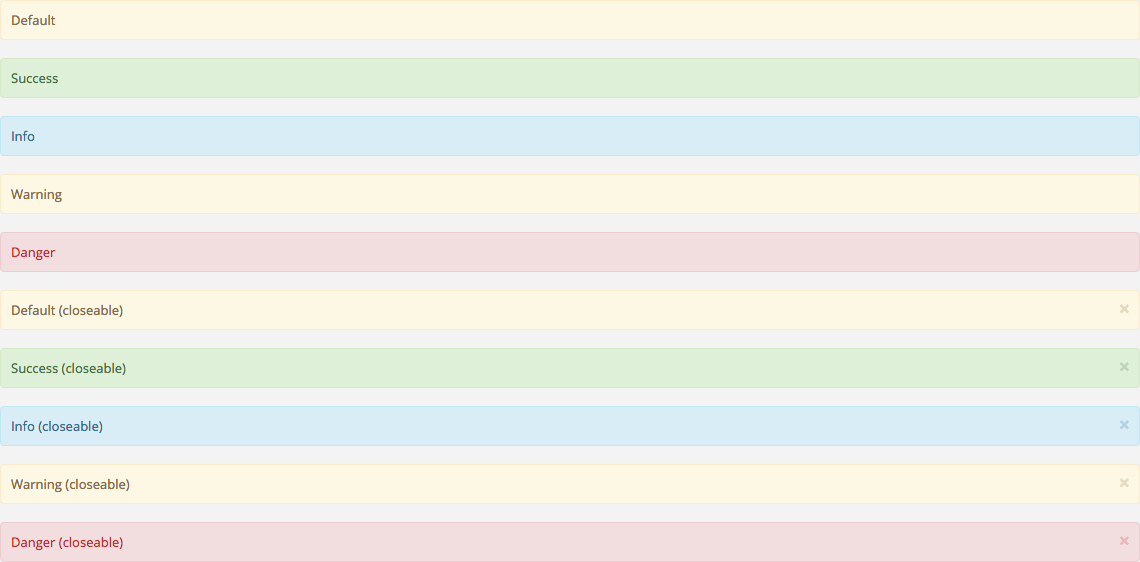 Default
Success
Info
Warning
Danger
Default (closeable)
Success (closeable)
Info (closeable)
Warning (closeable)
Danger (closeable)